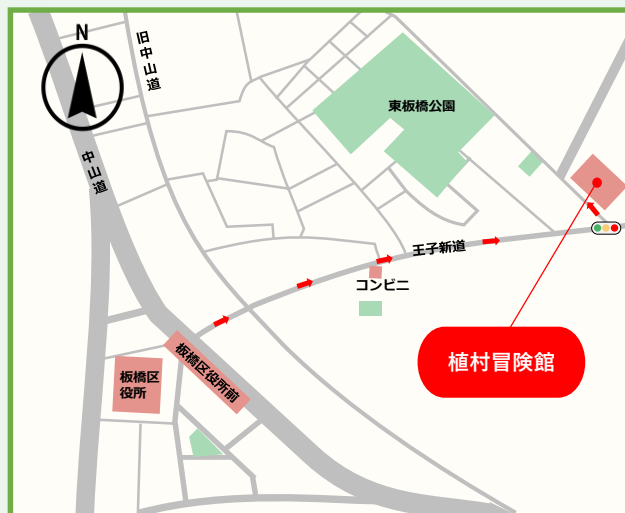 N
旧中山道
中山道
東板橋公園
王子新道
コンビニ
植村冒険館
板橋区役所前
板橋区
役所